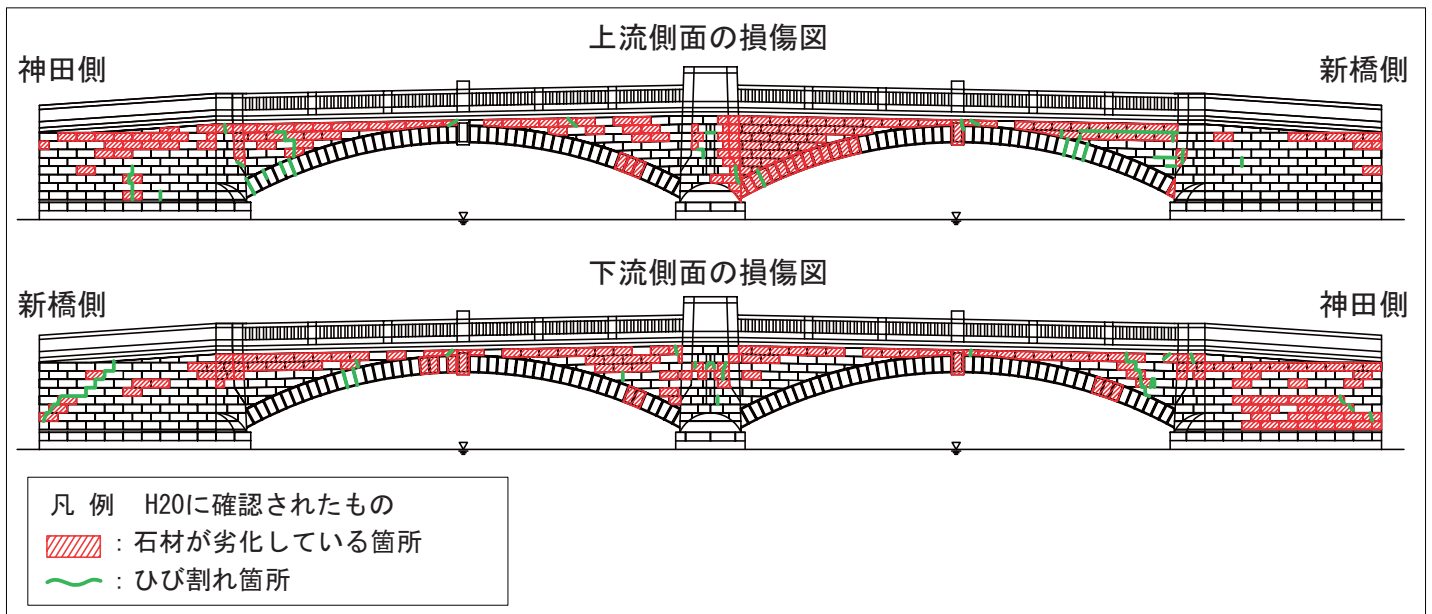 上流側面の損傷図
神田側
新橋側
下流側面の損傷図
新橋側
神田側
凡 例 H20に確認されたもの
：石材が劣化している箇所
：ひび割れ箇所